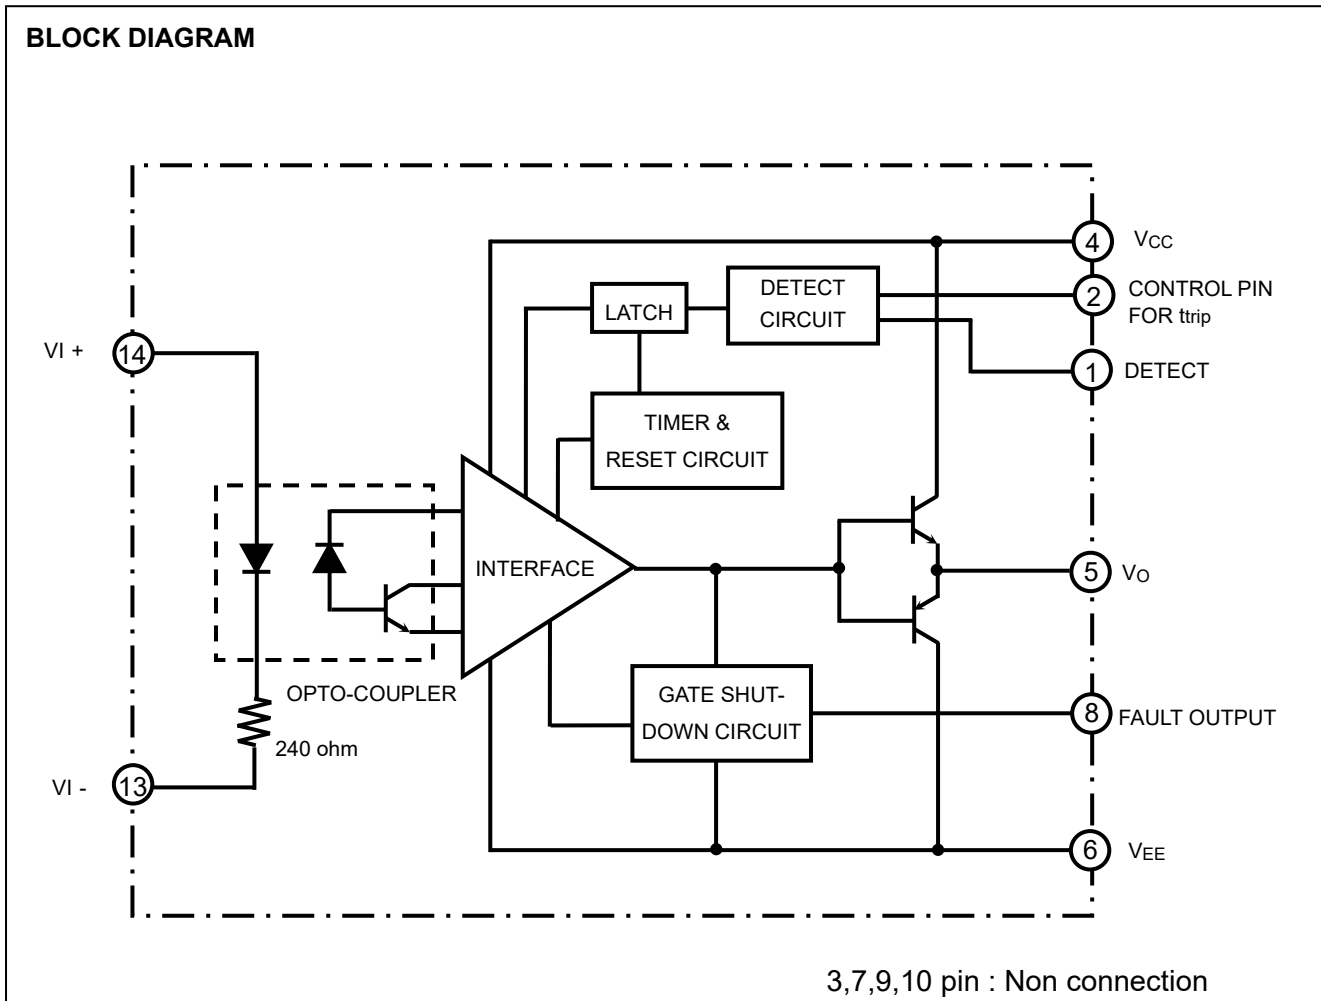 BLOCK DIAGRAM
4
VCC
2
CONTROL PIN
FOR ttrip
1
DETECT
DETECT
CIRCUIT
LATCH
VI +
14
TIMER &
RESET CIRCUIT
INTERFACE
5
VO
OPTO-COUPLER
240 ohm
GATE SHUT-
DOWN CIRCUIT
8
FAULT OUTPUT
VI -
13
6
VEE
3,7,9,10 pin : Non connection